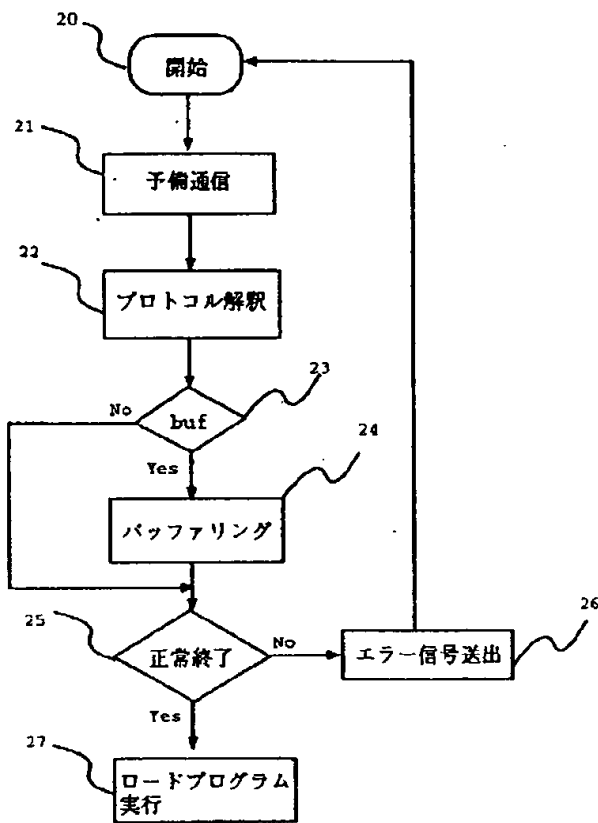 20
開始
21
予備通信
22
プロトコル解釈
23
No
buf
24
Yes
バッファリング
25
正常終了
No
エラー信号送出
26
Yes
27
ロードプログラム
実行